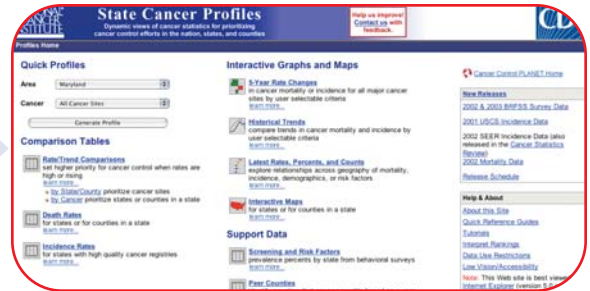 NATIONAL
CANCER
INSTITUTE
State Cancer Profiles
Dynamic views of cancer statistics for prioritizing
cancer control efforts in the nation, states, and counties
Help us improve!
Contact us with
feedback.
CD
Profiles Home
Quick Profiles
Area Maryland
Cancer All Cancer Sites
Generate Profile
Comparison Tables
Rate/Trend Comparisons
set higher priority for cancer control when rates are
high or rising
learn more...
by State/County prioritize cancer sites
by Cancer prioritize states or counties in a state
Death Rates
for states or for counties in a state
learn more...
Incidence Rates
for states with high quality cancer registries
learn more...
Interactive Graphs and Maps
5-Year Rate Changes
in cancer mortality or incidence for all major cancer
sites by user selectable criteria
learn more...
Historical Trends
compare trends in cancer mortality and incidence by
user selectable criteria
learn more...
Latest Rates, Percents, and Counts
explore relationships across geography of mortality,
incidence, demographics, or risk factors
learn more...
Interactive Maps
for states or for counties in a state
learn more...
Support Data
Screening and Risk Factors
prevalence percents by state from behavioral surveys
learn more...
Peer Counties
Cancer Control PLANET Home
New Releases
2002 & 2003 BRFSS Survey Data
2001 USCS Incidence Data
2002 SEER Incidence Data (also
released in the Cancer Statistics
Review)
2002 Mortality Data
Release Schedule
Help & About
About this Site
Quick Reference Guides
Tutorials
Interpret Rankings
Data Use Restrictions
Low Vision/Accessibility
Note: This Web site is best viewe
Internet Explorer (version 5.0